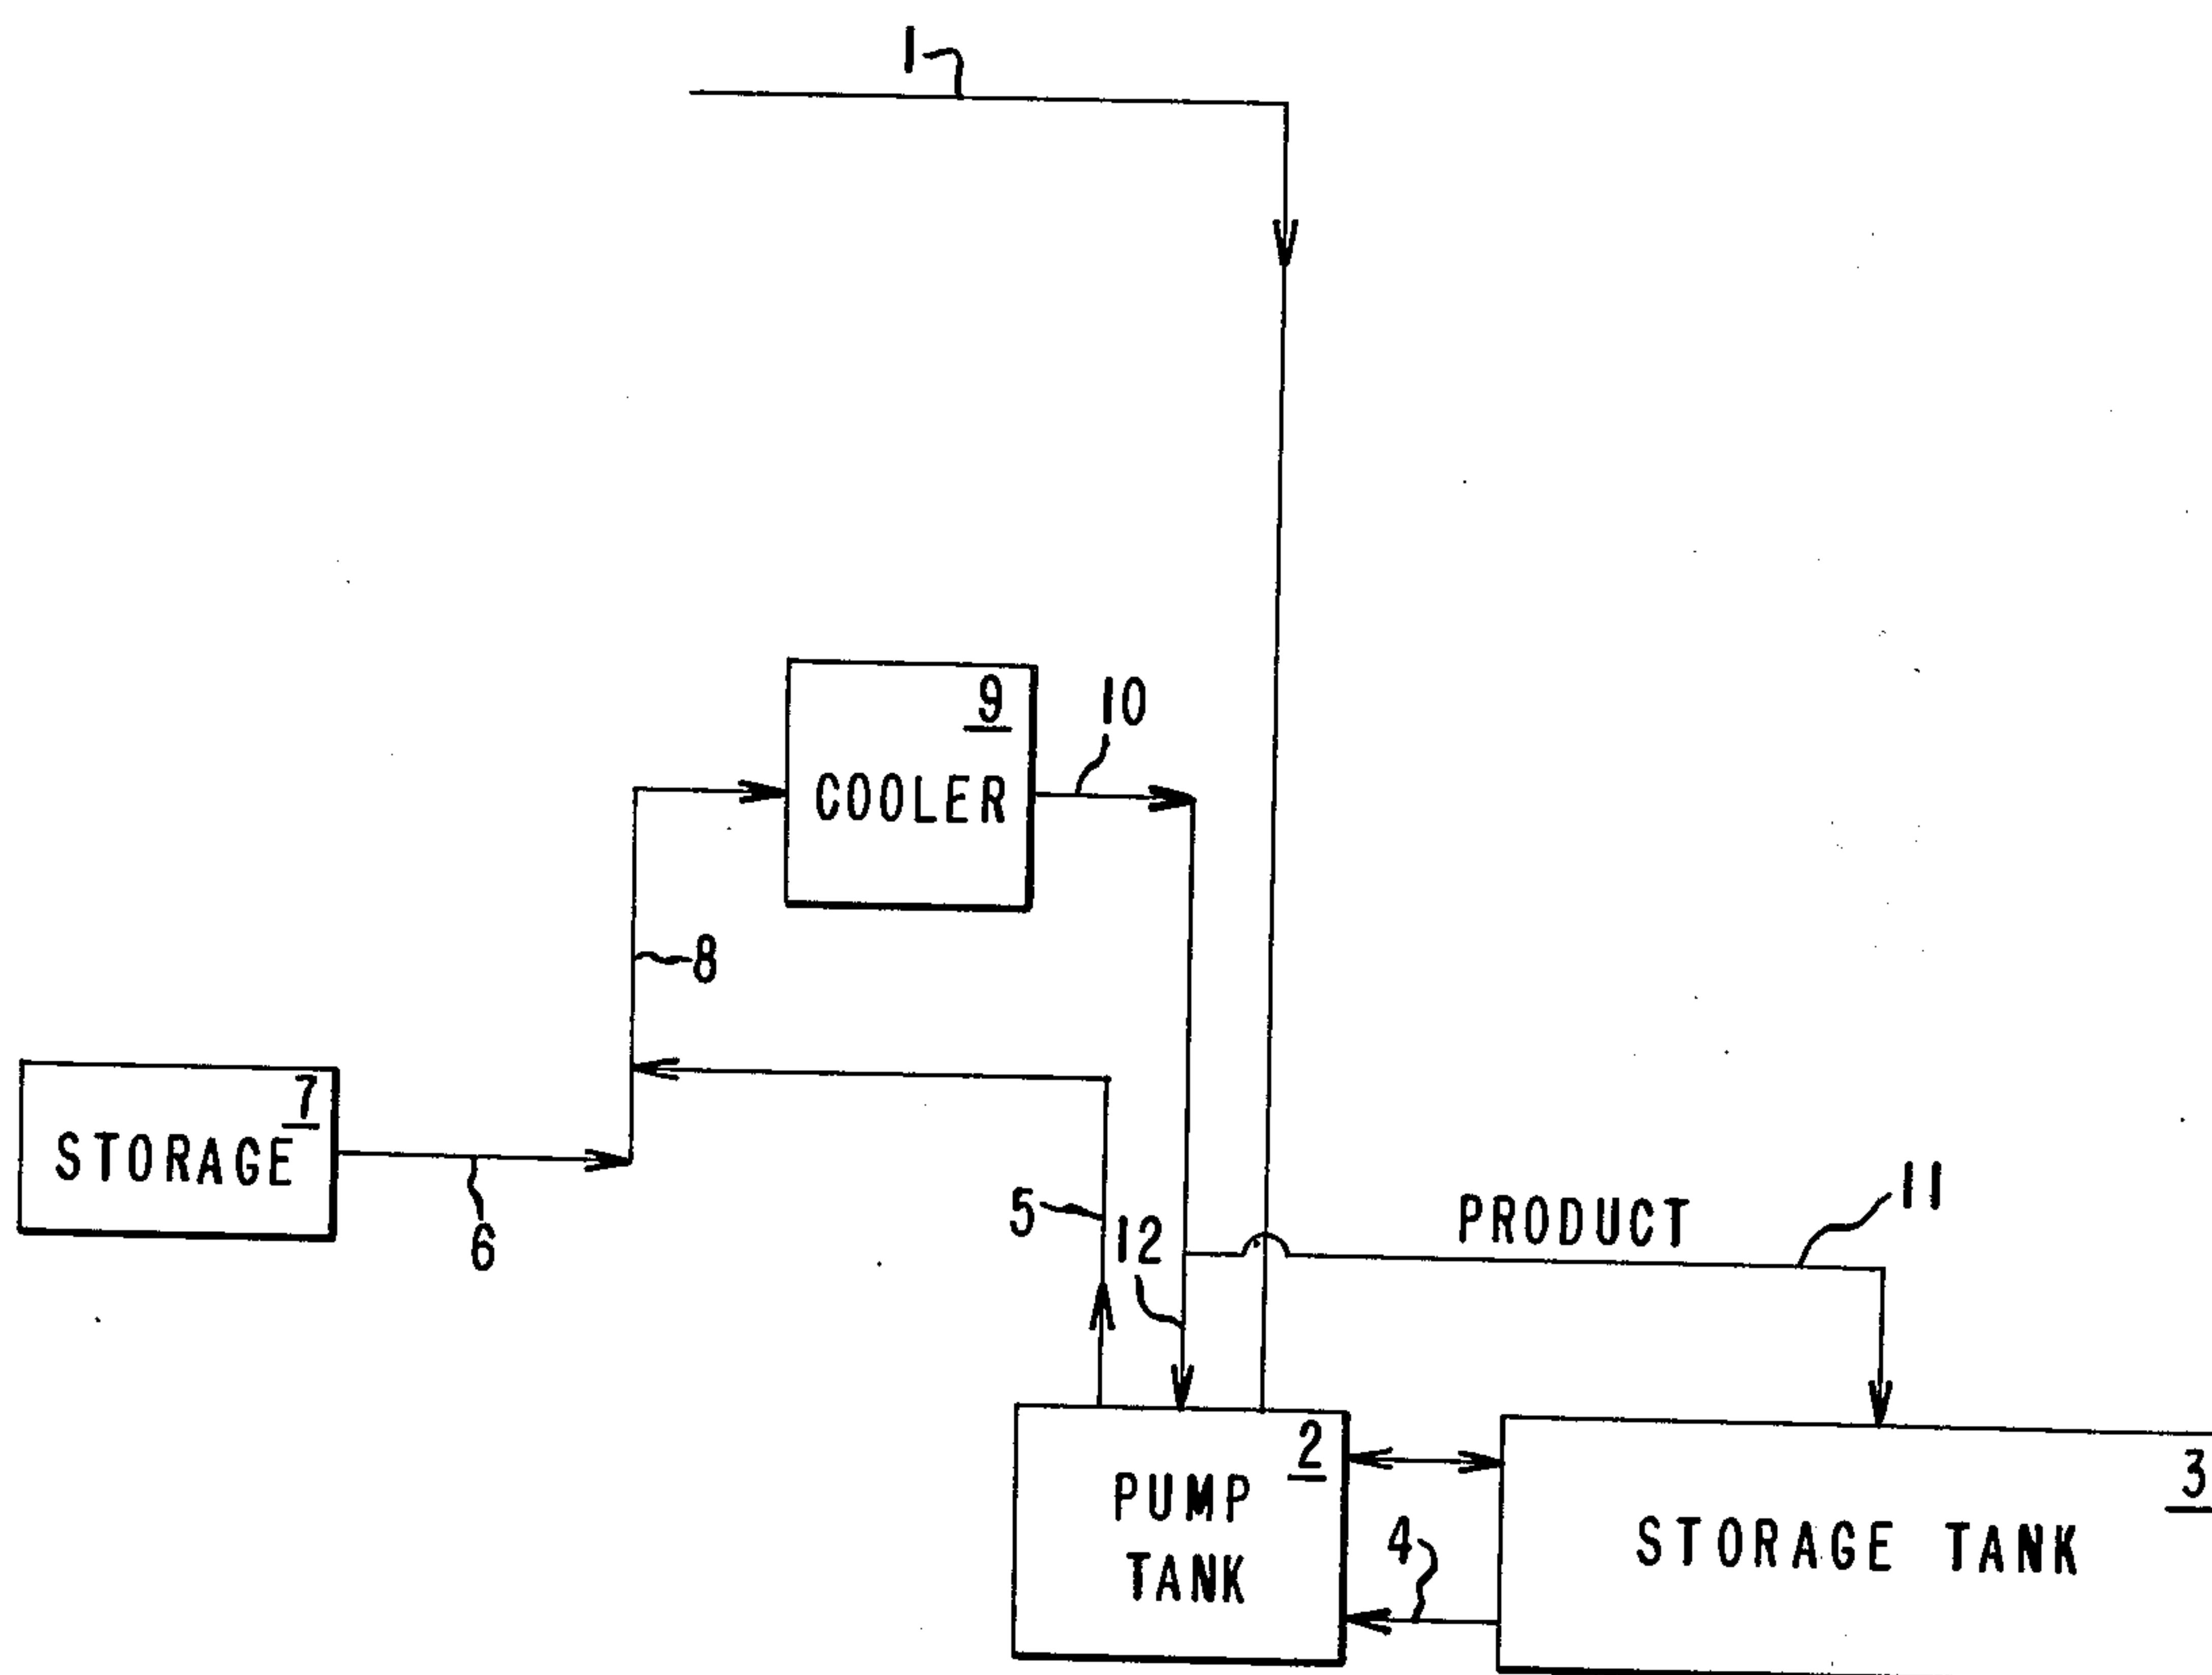 1
9
10
COOLER
8
7
STORAGE
6
5
12
PRODUCT
11
2
PUMP
TANK
4
3
STORAGE TANK